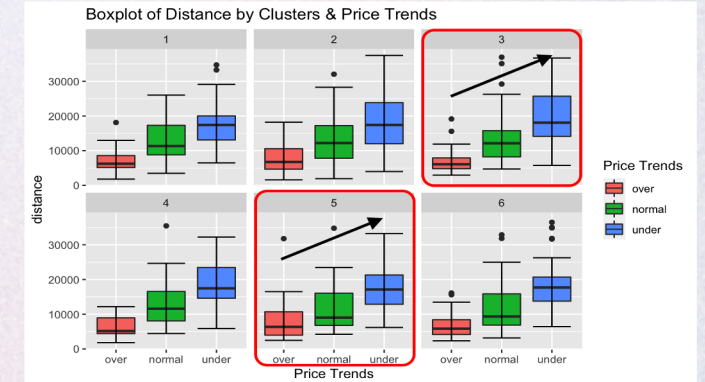 Boxplot of Distance by Clusters & Price Trends
1 2 3
30000
20000
10000
0
4 5 6
30000
20000
10000
0
distance
over normal under over normal under over normal under
Price Trends
Price Trends
over
normal
under